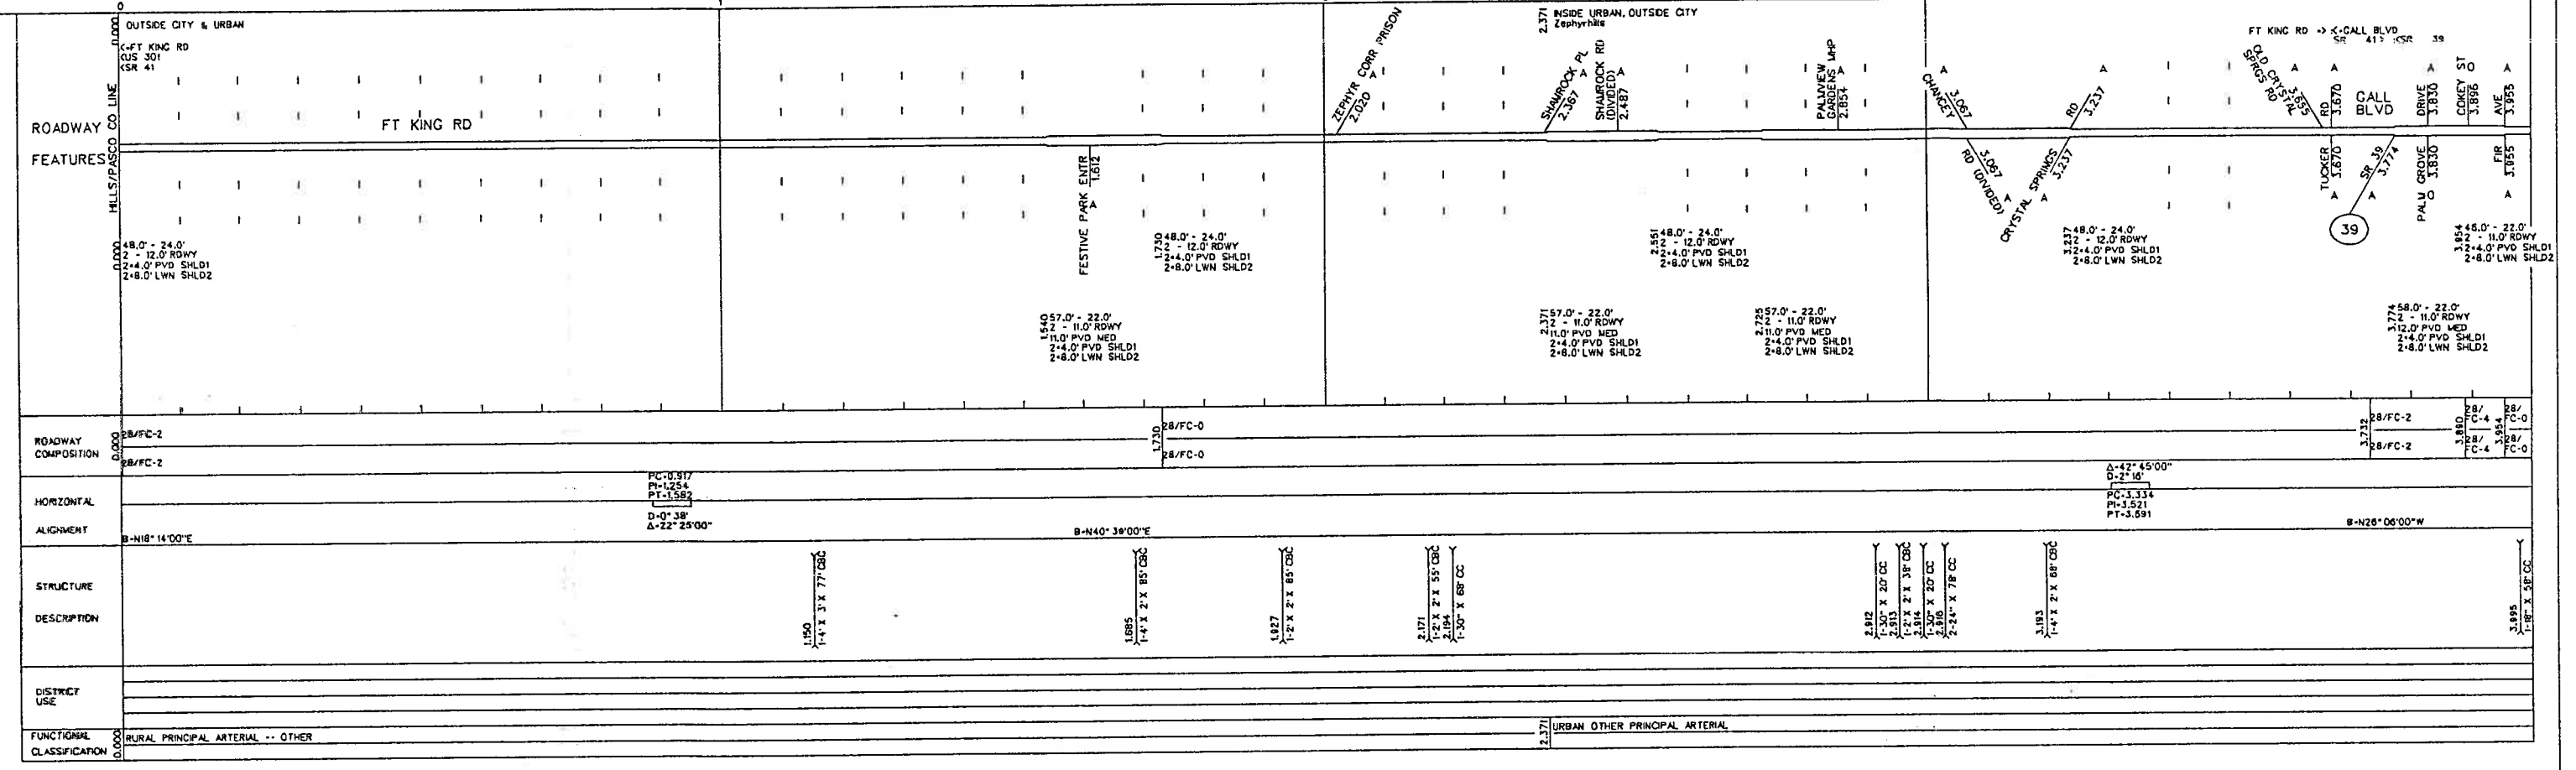 0
0.000
OUTSIDE CITY & URBAN
<-FT KING RD
<US 301
<SR 41
HILLS/PASCO CO LINE
ROADWAY
FEATURES
FT KING RD
FESTIVE PARK ENTR
1.612
ZEPHYR CORR PRISON
2.020
2.371
INSIDE URBAN, OUTSIDE CITY
Zephyrhills
SHAMROCK PL
2.367
SHAMROCK RD
(DIVIDED)
2.487
PALMVIEW
GARDENS MHP
2.854
CHANCEY
3.067
RD
3.067
(DIVIDED)
RD
3.237
CRYSTAL SPRINGS
3.237
FT KING RD -> <-GALL BLVD
SR 41> <SR 39
OLD CRYSTAL
SPRGS RD
3.655
RD
3.670
TUCKER
3.670
GALL
BLVD
SR 39
3.774
39
DRIVE
3.830
PALM GROVE
3.830
COKEY ST
3.896
AVE
3.955
FIR
3.955
0.000
48.0' - 24.0'
2 - 12.0' RDWY
2-4.0' PVD SHLD1
2-8.0' LWN SHLD2
1.540
57.0' - 22.0'
2 - 11.0' RDWY
11.0' PVD MED
2-4.0' PVD SHLD1
2-8.0' LWN SHLD2
1.730
48.0' - 24.0'
2 - 12.0' RDWY
2-4.0' PVD SHLD1
2-8.0' LWN SHLD2
2.371
57.0' - 22.0'
2 - 11.0' RDWY
11.0' PVD MED
2-4.0' PVD SHLD1
2-8.0' LWN SHLD2
2.551
48.0' - 24.0'
2 - 12.0' RDWY
2-4.0' PVD SHLD1
2-8.0' LWN SHLD2
2.725
57.0' - 22.0'
2 - 11.0' RDWY
11.0' PVD MED
2-4.0' PVD SHLD1
2-8.0' LWN SHLD2
3.237
48.0' - 24.0'
2 - 12.0' RDWY
2-4.0' PVD SHLD1
2-8.0' LWN SHLD2
3.774
58.0' - 22.0'
2 - 11.0' RDWY
12.0' PVD MED
2-4.0' PVD SHLD1
2-8.0' LWN SHLD2
3.954
46.0' - 22.0'
2 - 11.0' RDWY
2-4.0' PVD SHLD1
2-8.0' LWN SHLD2
ROADWAY
COMPOSITION
0.000
28/FC-2
28/FC-2
1.730
28/FC-0
28/FC-0
3.732
28/FC-2
28/FC-2
3.890
28/
FC-4
28/
FC-4
3.954
28/
FC-0
28/
FC-0
HORIZONTAL
ALIGNMENT
B-N18° 14'00"E
PC-0.917
PI-1.254
PT-1.582
D-0° 38'
Δ-22° 25'00"
B-N40° 39'00"E
Δ-42° 45'00"
D-2° 16'
PC-3.334
PI-3.521
PT-3.691
B-N26° 06'00"W
STRUCTURE
DESCRIPTION
1.150
1-4' X 3' X 77' CBC
1.685
1-4' X 2' X 85' CBC
1.927
1-2' X 2' X 85' CBC
2.171
1-2' X 2' X 55' CBC
2.194
1-30" X 68' CC
2.912
1-30" X 20' CC
2.913
1-2' X 2' X 38' CBC
2.914
1-30" X 20' CC
2.916
2-24" X 78' CC
3.193
1-4' X 2' X 68' CBC
3.995
1-18" X 58' CC
DISTRICT
USE
FUNCTIONAL
CLASSIFICATION
0.000
RURAL PRINCIPAL ARTERIAL -- OTHER
2.371
URBAN OTHER PRINCIPAL ARTERIAL